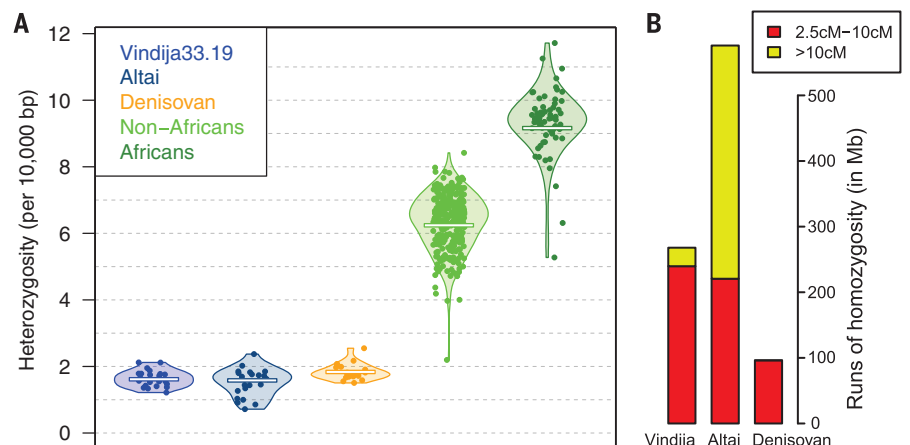 A
Heterozygosity (per 10,000 bp)
12
10
8
6
4
2
0
Vindija33.19
Altai
Denisovan
Non−Africans
Africans
B
2.5cM−10cM
>10cM
500
400
300
200
100
0
Runs of homozygosity (in Mb)
Vindija Altai Denisovan